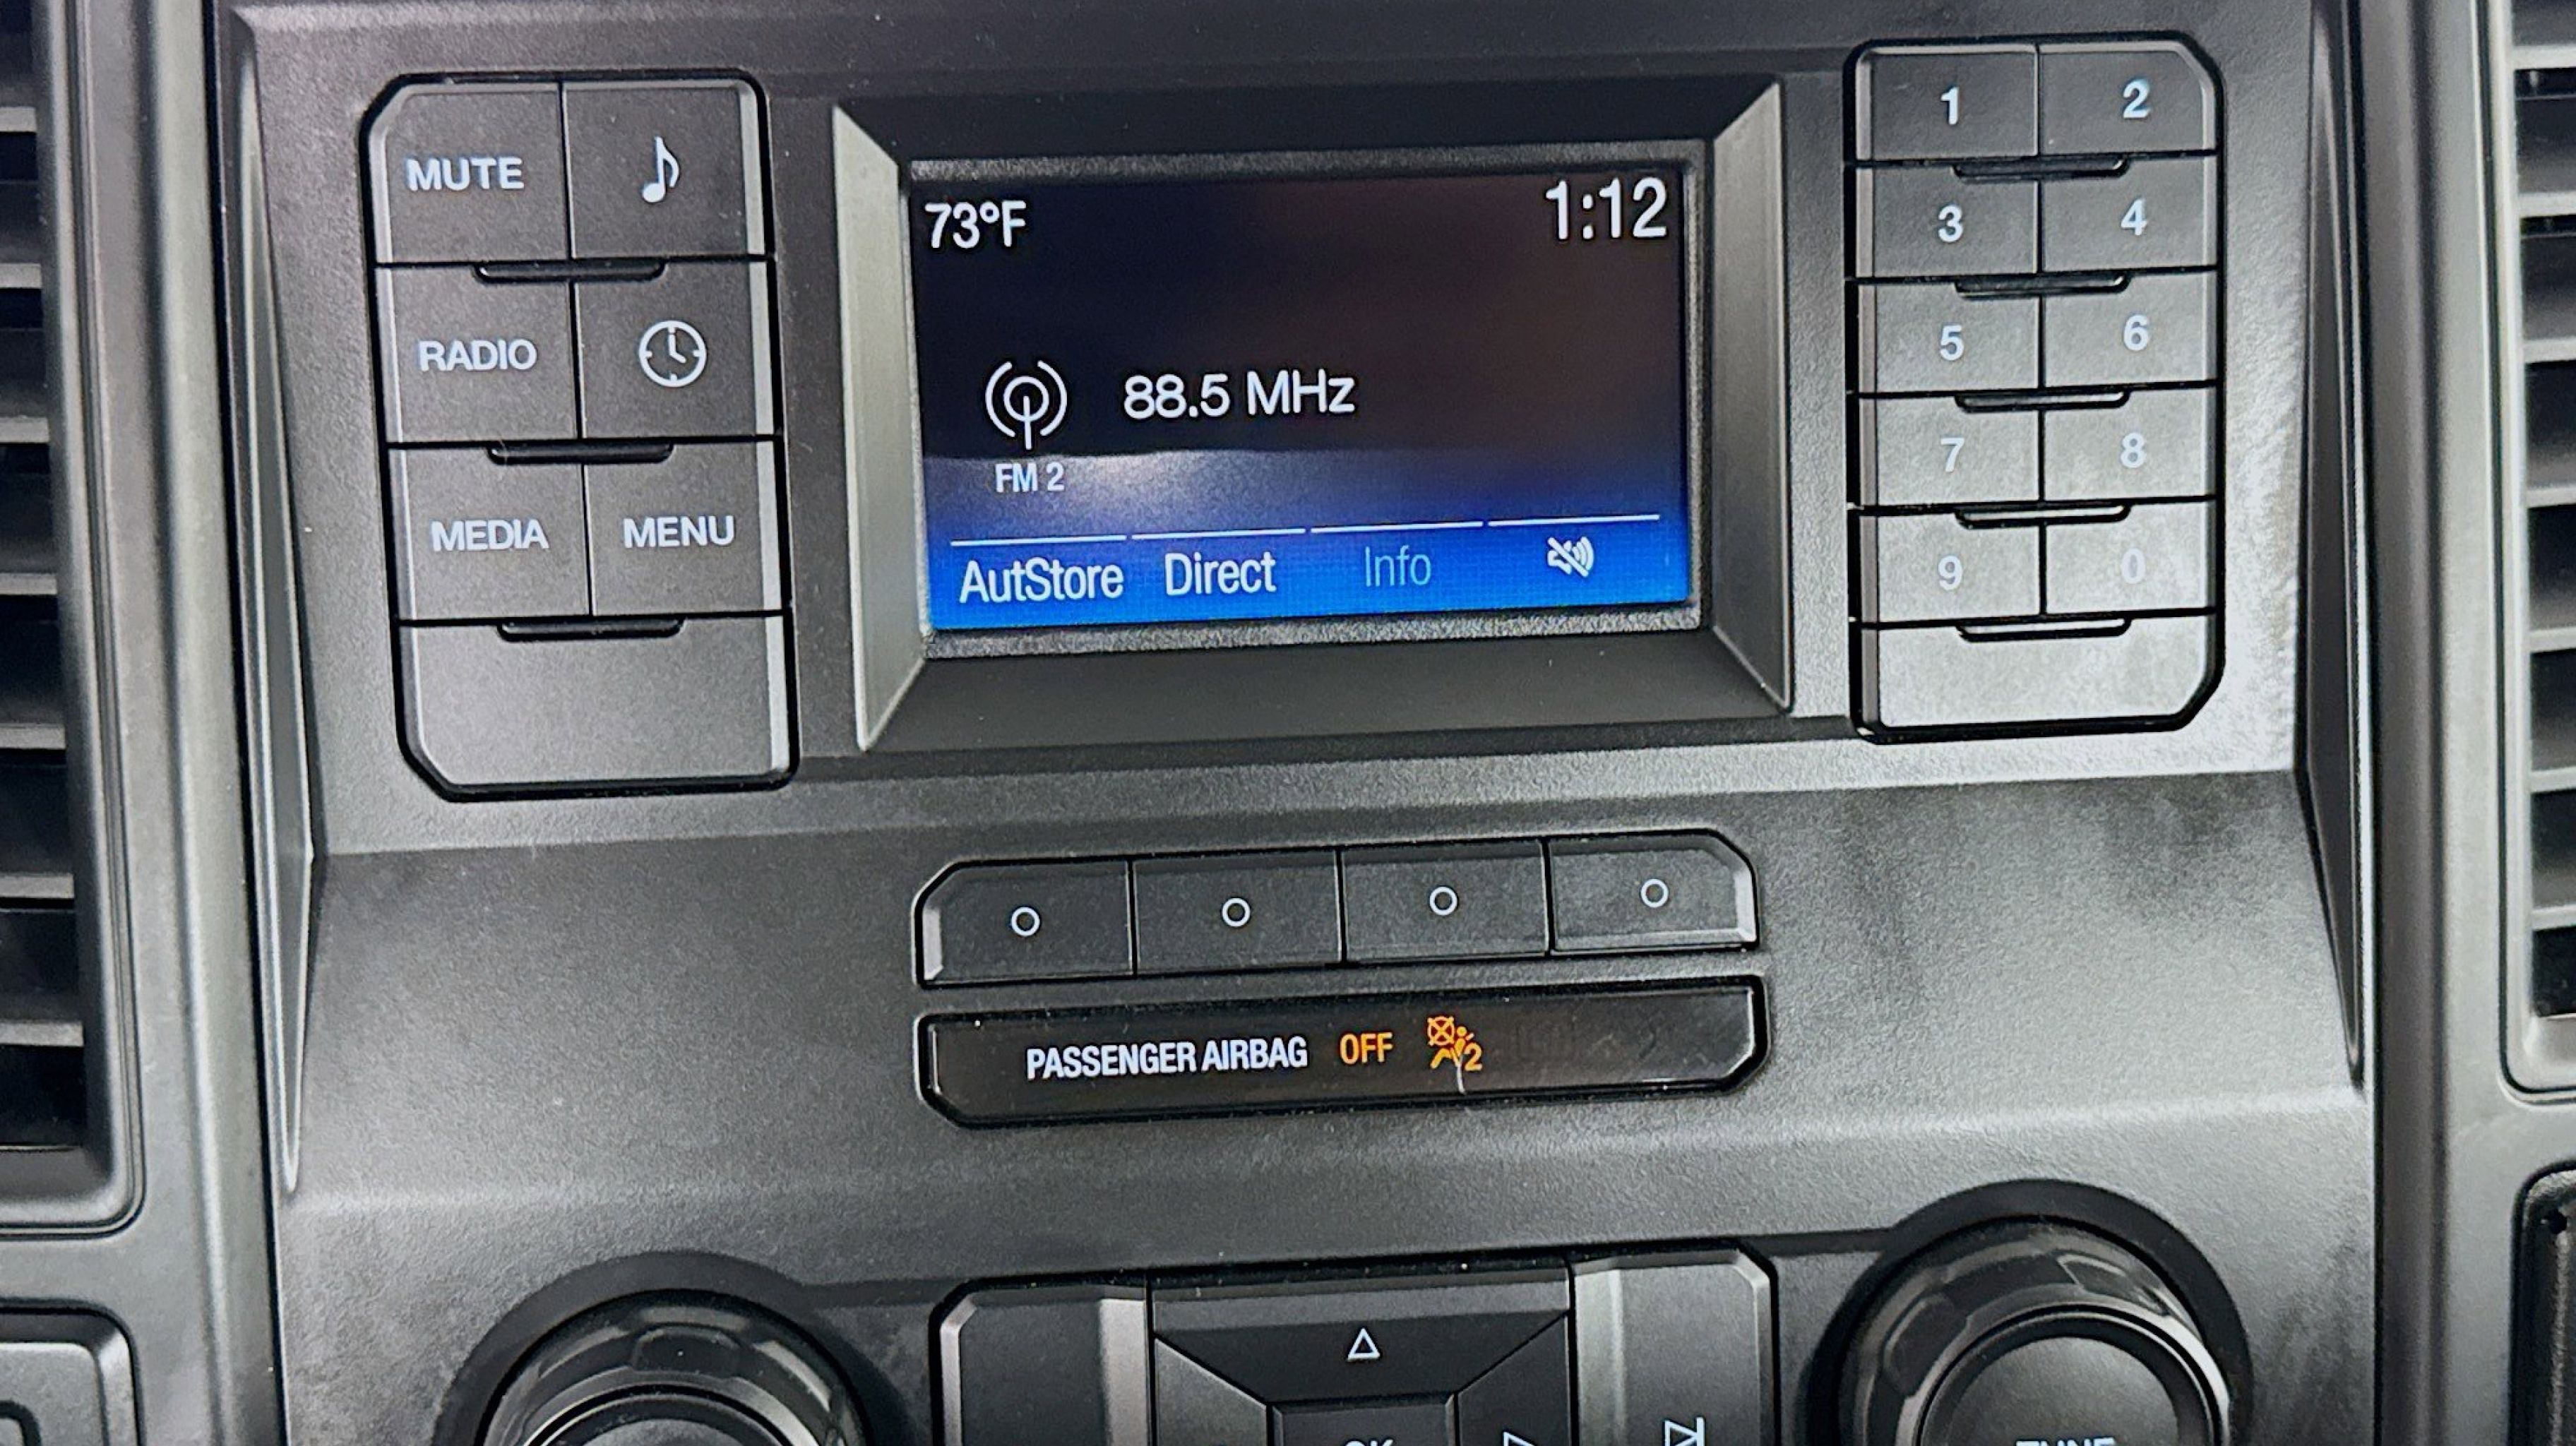 MUTE
RADIO
MEDIA MENU
73°F 1:12
88.5 MHz
FM 2
AutStore Direct Info
1 2
3 4
5 6
7 8
9 0
PASSENGER AIRBAG OFF 2